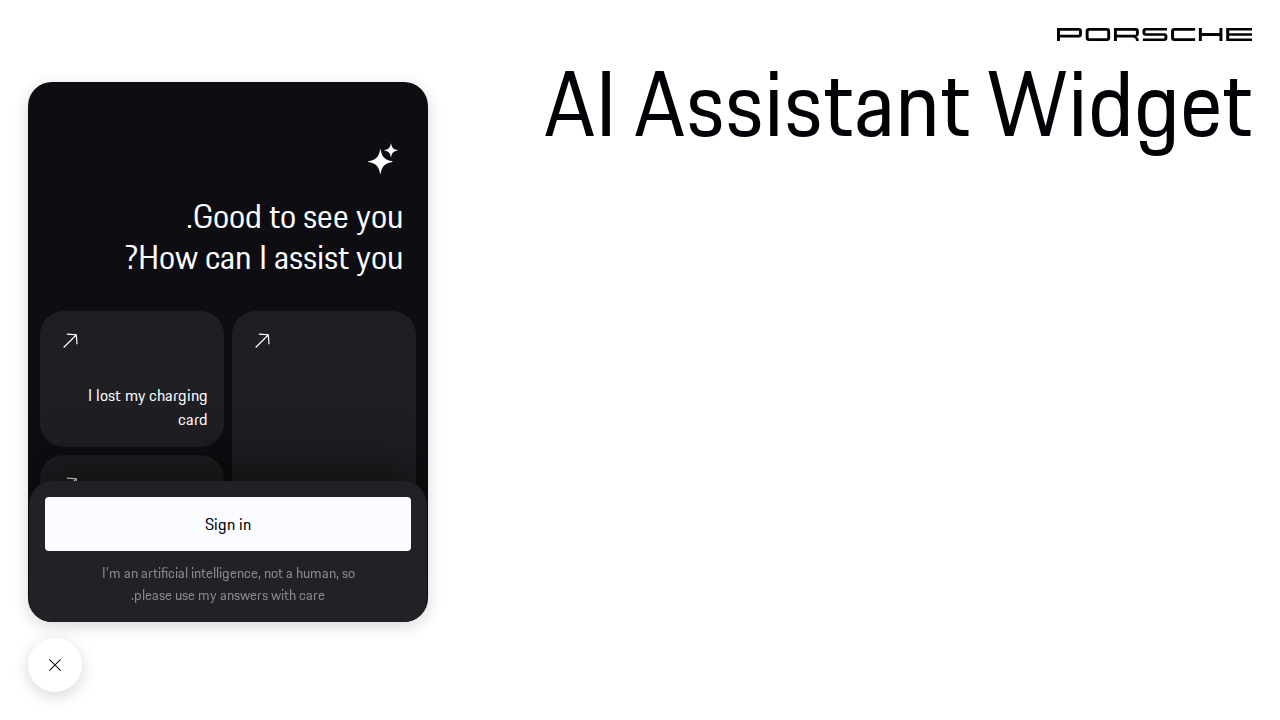 PORSCHE
AI Assistant Widget
.Good to see you
?How can I assist you
I lost my charging
card
Sign in
I'm an artificial intelligence, not a human, so
.please use my answers with care